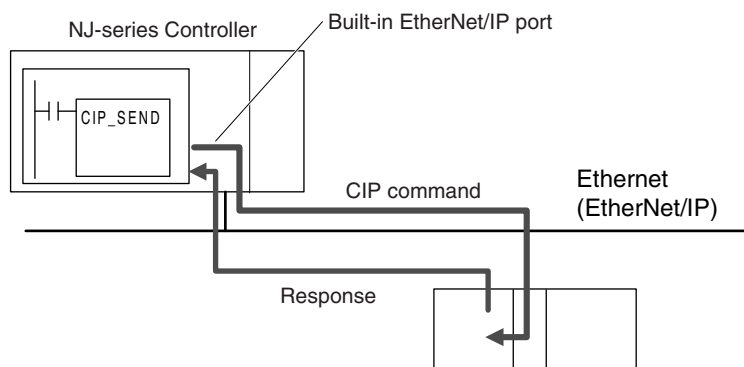 Built-in EtherNet/IP port
NJ-series Controller
CIP_SEND
CIP command
Ethernet
(EtherNet/IP)
Response